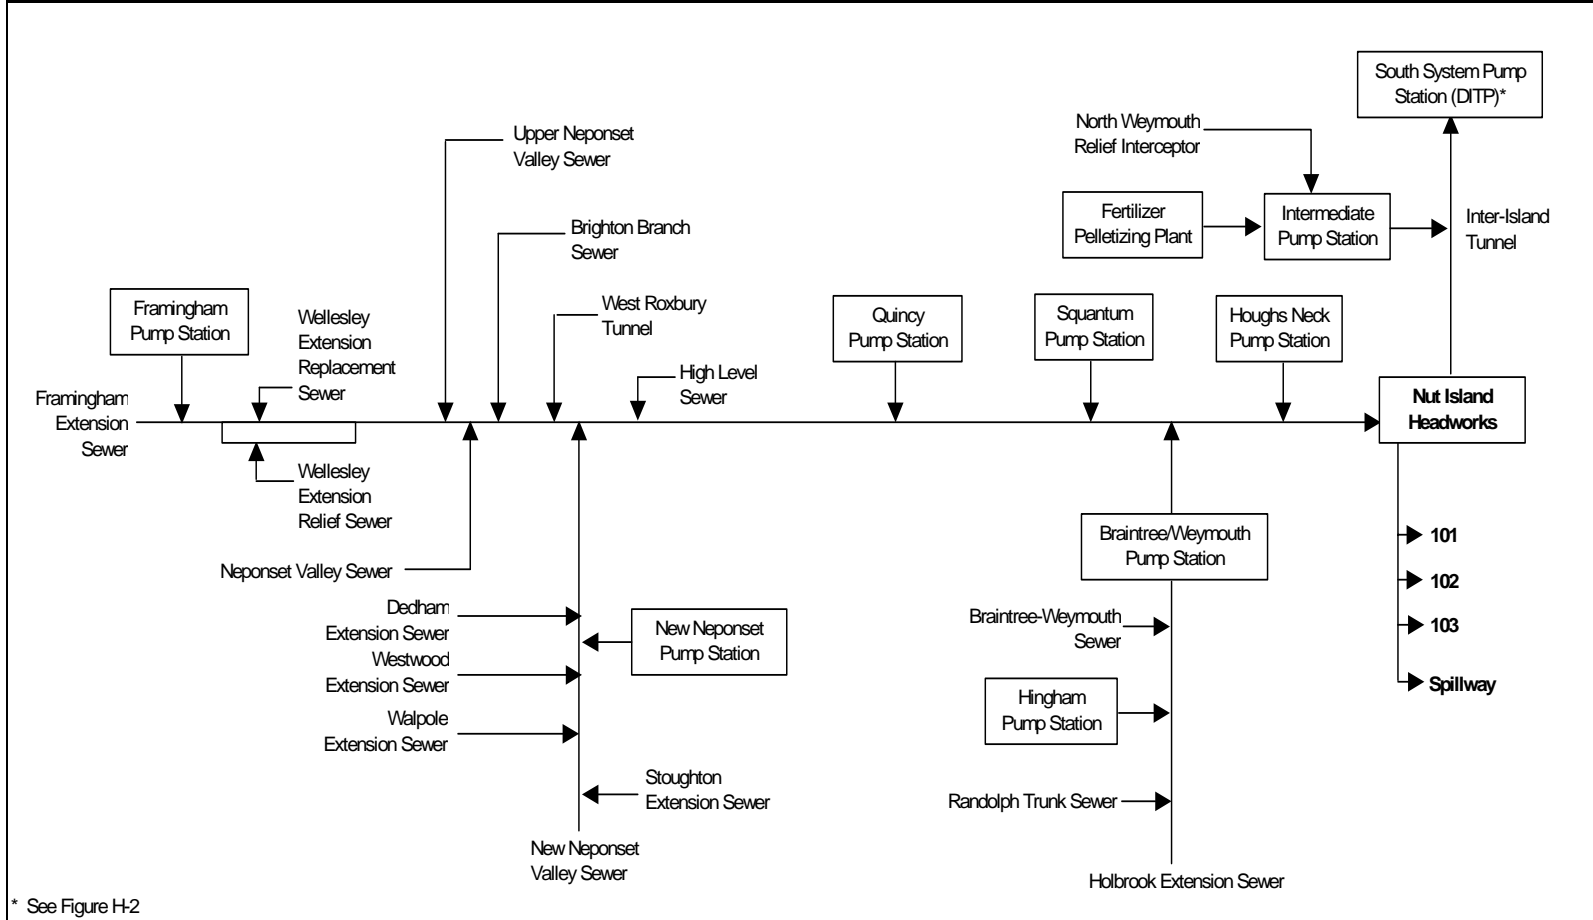 South System Pump
Station (DITP)*
North Weymouth
Relief Interceptor
Upper Neponset
Valley Sewer
Fertilizer
Pelletizing Plant
Intermediate
Pump Station
Inter-Island
Tunnel
Brighton Branch
Sewer
Framingham
Pump Station
Wellesley
Extension
Replacement
Sewer
West Roxbury
Tunnel
Quincy
Pump Station
Squantum
Pump Station
Houghs Neck
Pump Station
High Level
Sewer
Framingham
Extension
Sewer
Nut Island
Headworks
Wellesley
Extension
Relief Sewer
Neponset Valley Sewer
Braintree/Weymouth
Pump Station
101
102
103
Spillway
Dedham
Extension Sewer
New Neponset
Pump Station
Westwood
Extension Sewer
Walpole
Extension Sewer
Stoughton
Extension Sewer
New Neponset
Valley Sewer
Braintree-Weymouth
Sewer
Hingham
Pump Station
Randolph Trunk Sewer
Holbrook Extension Sewer
* See Figure H-2